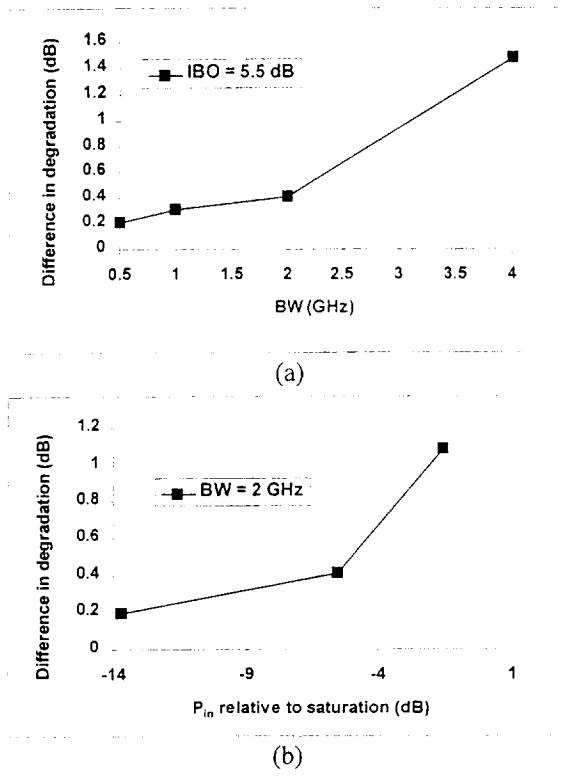 Difference in degradation (dB)
1.6
1.4
1.2
1
0.8
0.6
0.4
0.2
0
IBO = 5.5 dB
0.5 1 1.5 2 2.5 3 3.5 4
BW (GHz)
(a)
Difference in degradation (dB)
1.2
1
0.8
0.6
0.4
0.2
0
BW = 2 GHz
-14 -9 -4 1
Pin relative to saturation (dB)
(b)